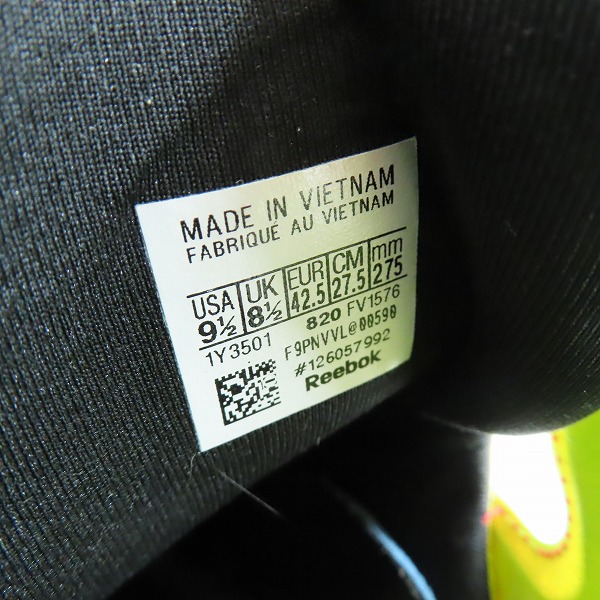 MADE IN VIETNAM
FABRIQUÉ AU VIETNAM
USA UK EUR CM mm
9½ 8½ 42.5 27.5 275
1Y3501 820 FV1576
F9PNVVL@00590
#126057992
Reebok